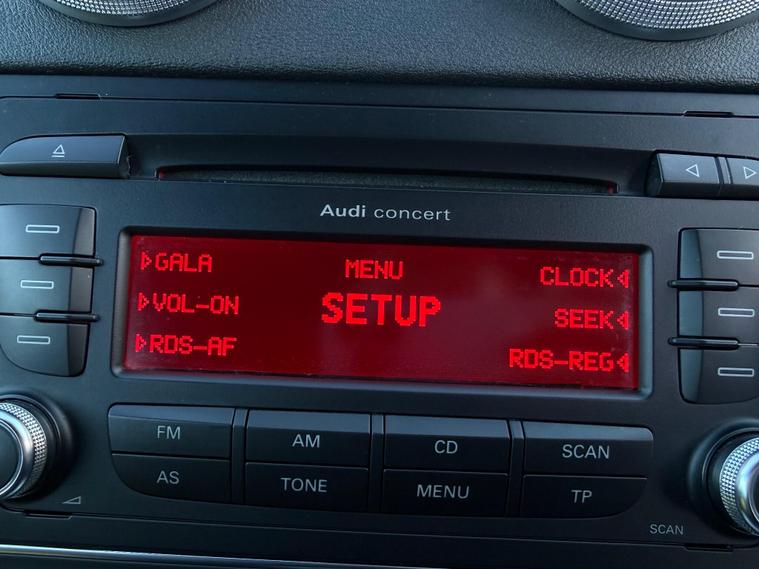 Audi concert
GALA MENU CLOCK
VOL-ON SETUP SEEK
RDS-AF RDS-REG
FM AM CD SCAN
AS TONE MENU TP
SCAN